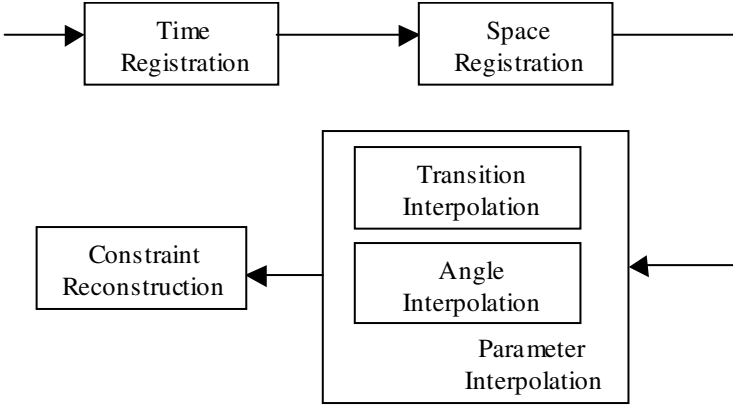 Time
Registration
Space
Registration
Transition
Interpolation
Angle
Interpolation
Parameter
Interpolation
Constraint
Reconstruction